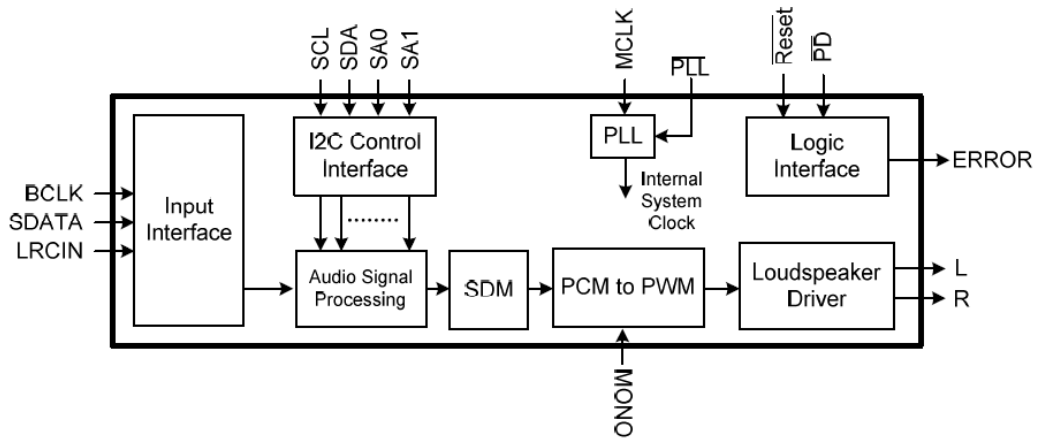 SCL
SDA
SA0
SA1
MCLK
PLL
Reset
PD
I2C Control
Interface
PLL
Logic
Interface
ERROR
BCLK
SDATA
LRCIN
Input
Interface
........
Internal
System
Clock
Audio Signal
Processing
SDM
PCM to PWM
Loudspeaker
Driver
L
R
MONO